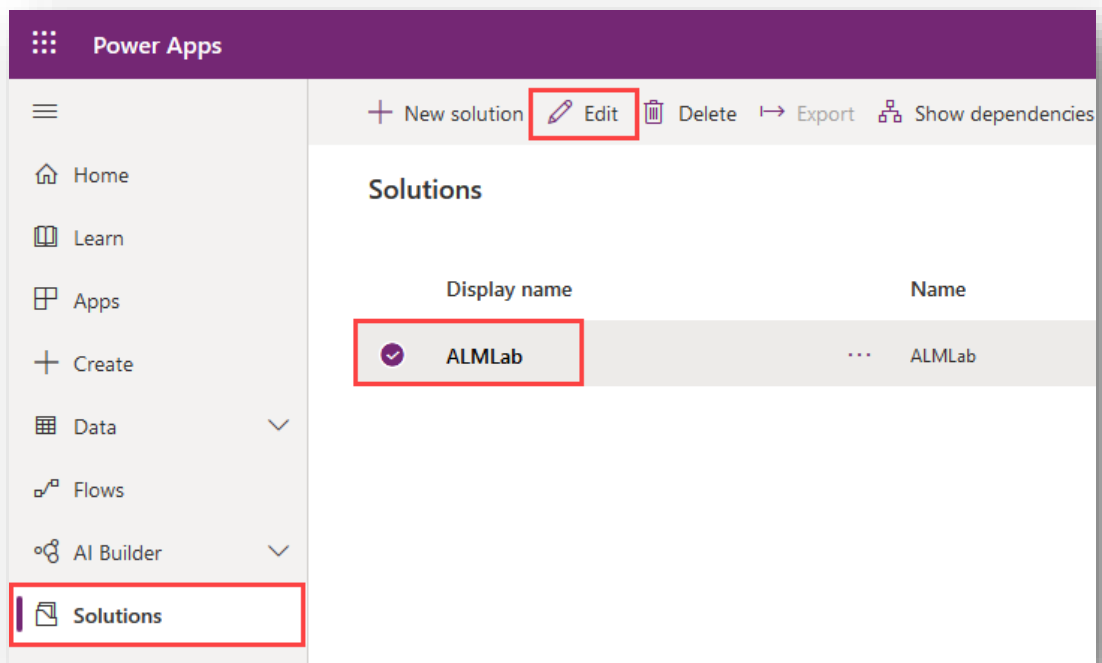 Power Apps
New solution Edit Delete Export Show dependencies
Home
Learn
Apps
Create
Data
Flows
AI Builder
Solutions
Solutions
Display name Name
ALMLab ... ALMLab